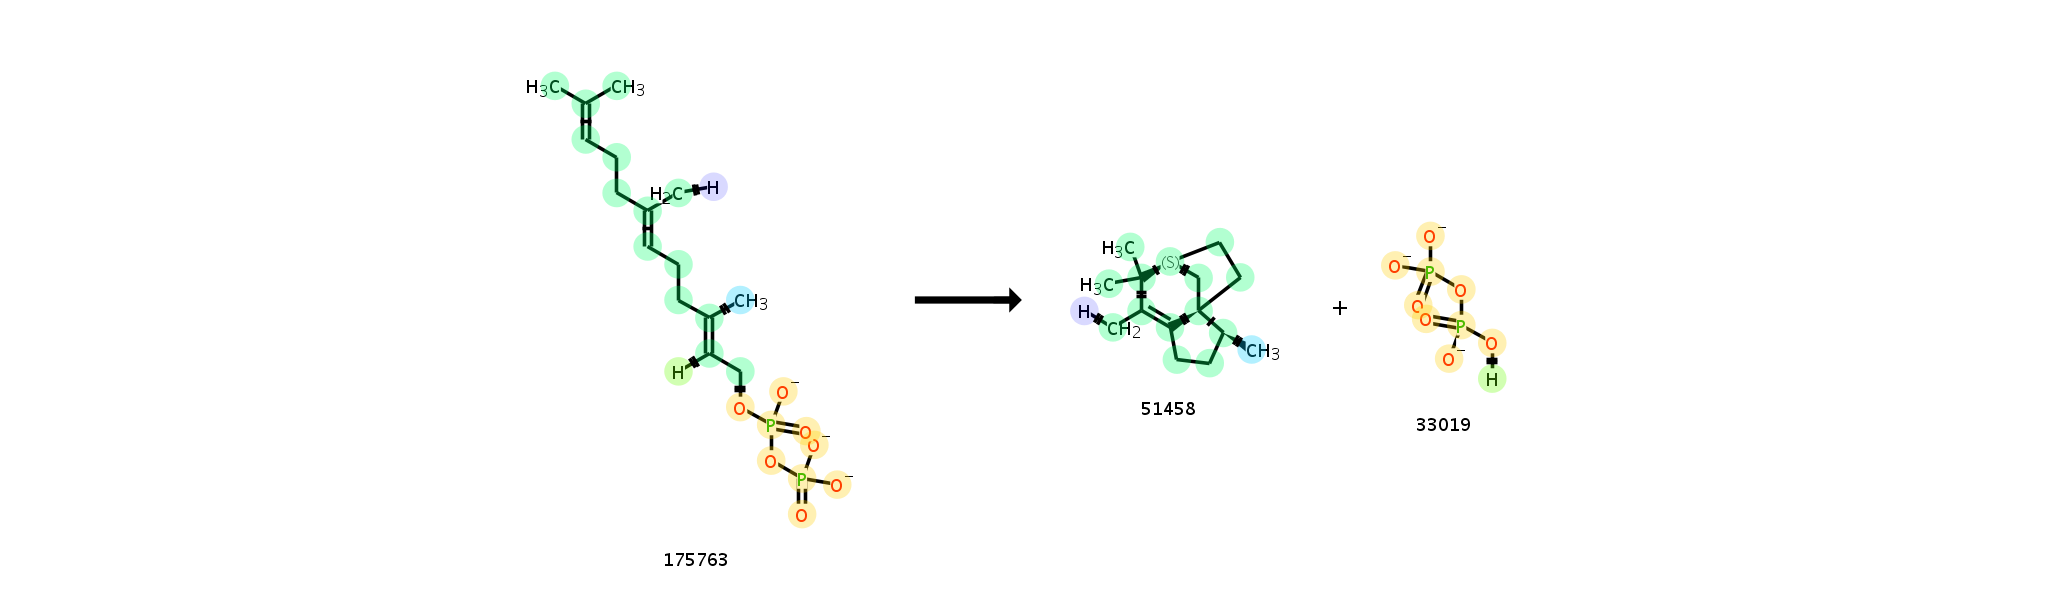 H3C CH3
H2C H
CH3
H
O O−
P O O−
O P O−
O
175763
H3C (S)
H3C
H CH2
CH3
51458
+
O−
O− P O
O O P O
O−
H
33019